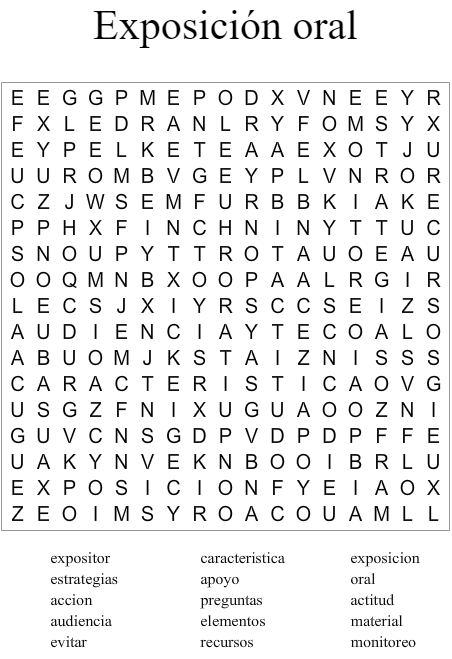 Exposición oral
E E G G P M E P O D X V N E E Y R
F X L E D R A N L R Y F O M S Y X
E Y P E L K E T E A A E X O T J U
U U R O M B V G E Y P L V N R O R
C Z J W S E M F U R B B K I A K E
P P H X F I N C H N I N Y T T U C
S N O U P Y T T R O T A U O E A U
O O Q M N B X O O P A A L R G I R
L E C S J X I Y R S C C S E I Z S
A U D I E N C I A Y T E C O A L O
A B U O M J K S T A I Z N I S S S
C A R A C T E R I S T I C A O V G
U S G Z F N I X U G U A O O Z N I
G U V C N S G D P V D P D P F F E
U A K Y N V E K N B O O I B R L U
E X P O S I C I O N F Y E I A O X
Z E O I M S Y R O A C O U A M L L
expositor caracteristica exposicion
estrategias apoyo oral
accion preguntas actitud
audiencia elementos material
evitar recursos monitoreo